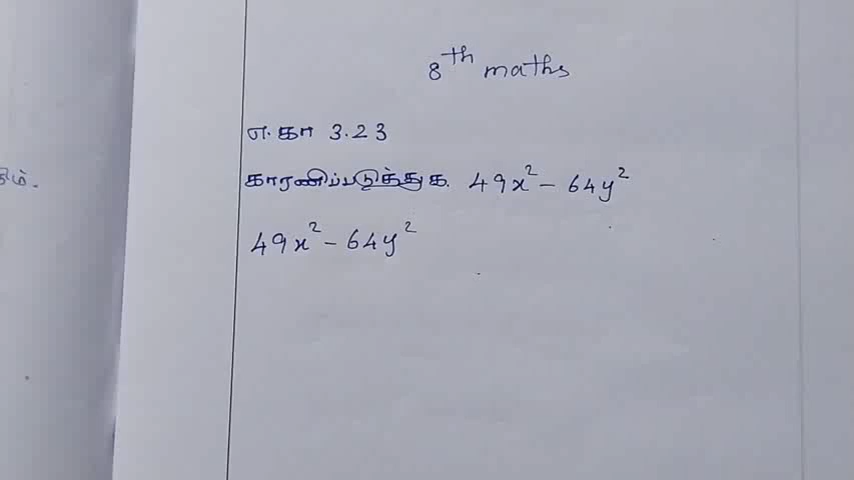 8th maths
எ.கா 3.23
காரணிப்படுத்துக. 49x² - 64y²
49x² - 64y²